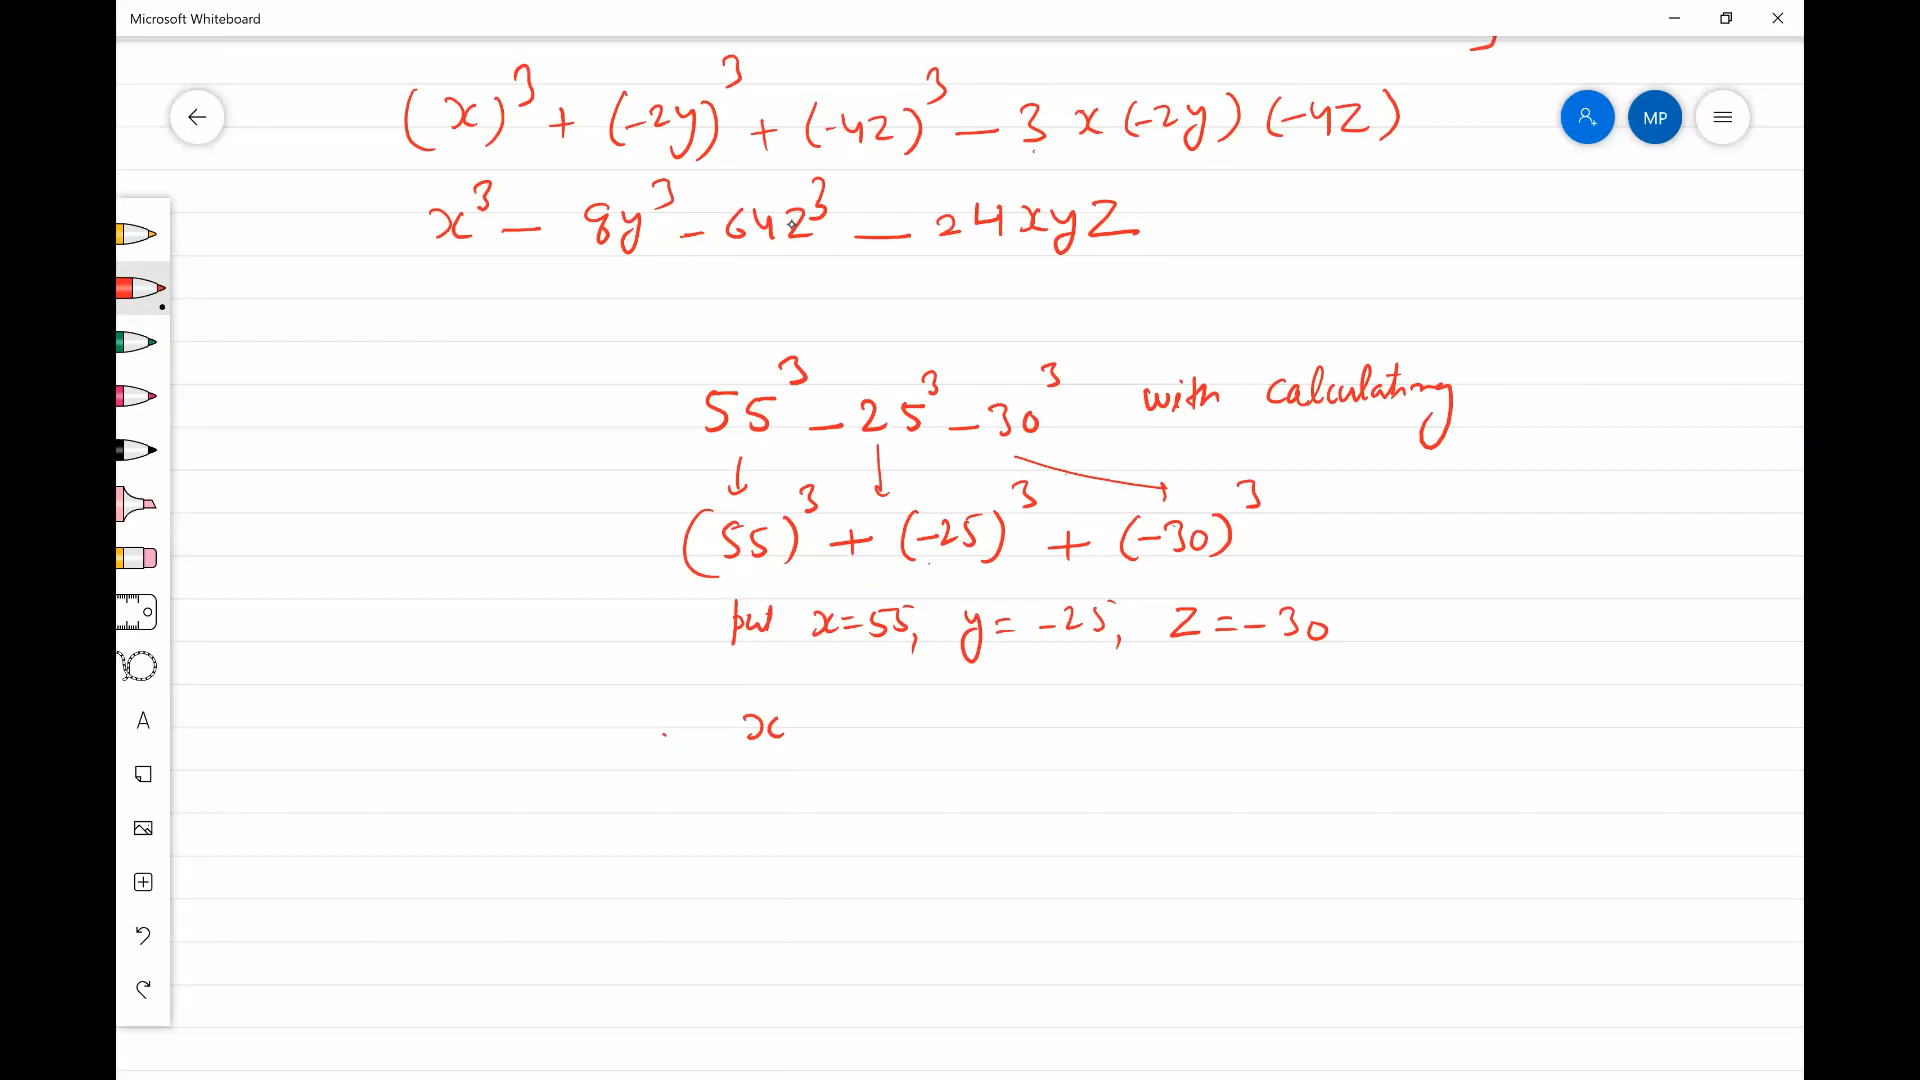 Microsoft Whiteboard
(x)³ + (-2y)³ + (-4z)³ - 3 x (-2y) (-4z)
MP
x³ - 8y³ - 64z³ - 24xyz
55³ - 25³ - 30³ with calculating
(55)³ + (-25)³ + (-30)³
put x=55, y= -25, z=-30
x
A